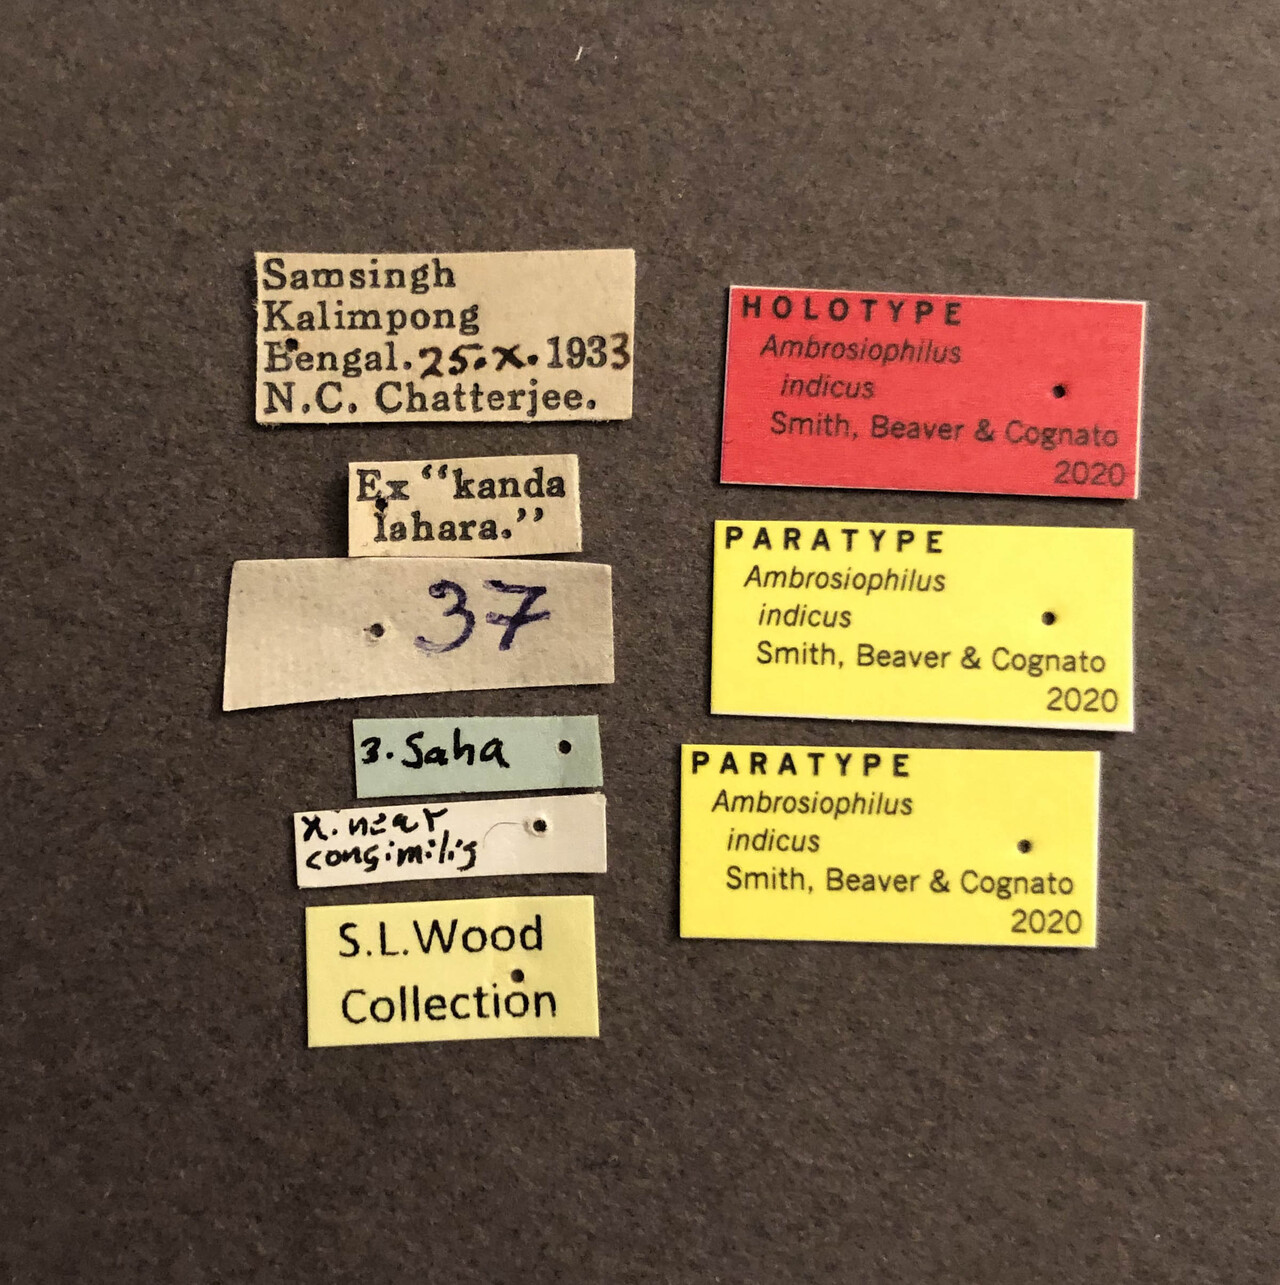 Samsingh
Kalimpong
Bengal. 25.X.1933
N.C. Chatterjee.
Ex “kanda
lahara.”
37
3. Saha
X. near
consimilis
S.L.Wood
Collection
HOLOTYPE
Ambrosiophilus
indicus
Smith, Beaver & Cognato
2020
PARATYPE
Ambrosiophilus
indicus
Smith, Beaver & Cognato
2020
PARATYPE
Ambrosiophilus
indicus
Smith, Beaver & Cognato
2020